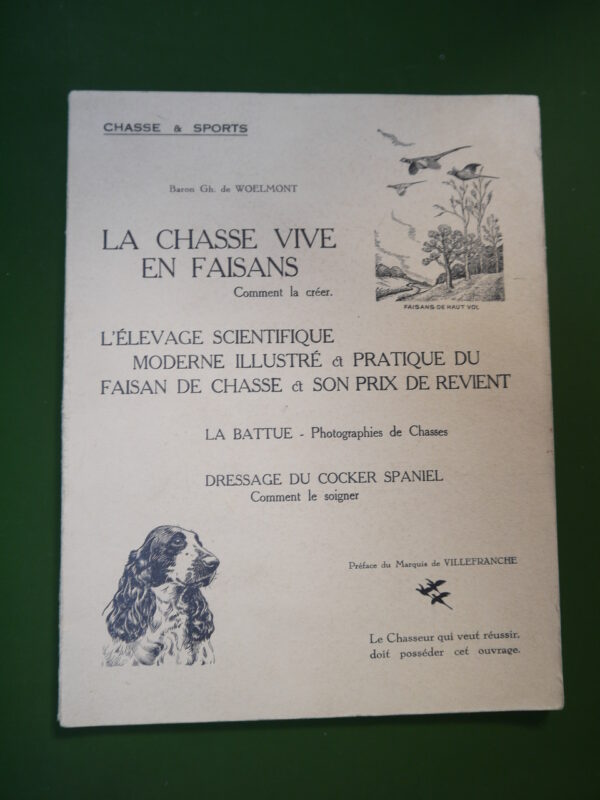 CHASSE & SPORTS
Baron Gh. de WOELMONT
LA CHASSE VIVE
EN FAISANS
Comment la créer.
FAISANS DE HAUT VOL
L'ÉLEVAGE SCIENTIFIQUE
MODERNE ILLUSTRÉ & PRATIQUE DU
FAISAN DE CHASSE & SON PRIX DE REVIENT
LA BATTUE - Photographies de Chasses
DRESSAGE DU COCKER SPANIEL
Comment le soigner
Préface du Marquis de VILLEFRANCHE
Le Chasseur qui veut réussir,
doit posséder cet ouvrage.